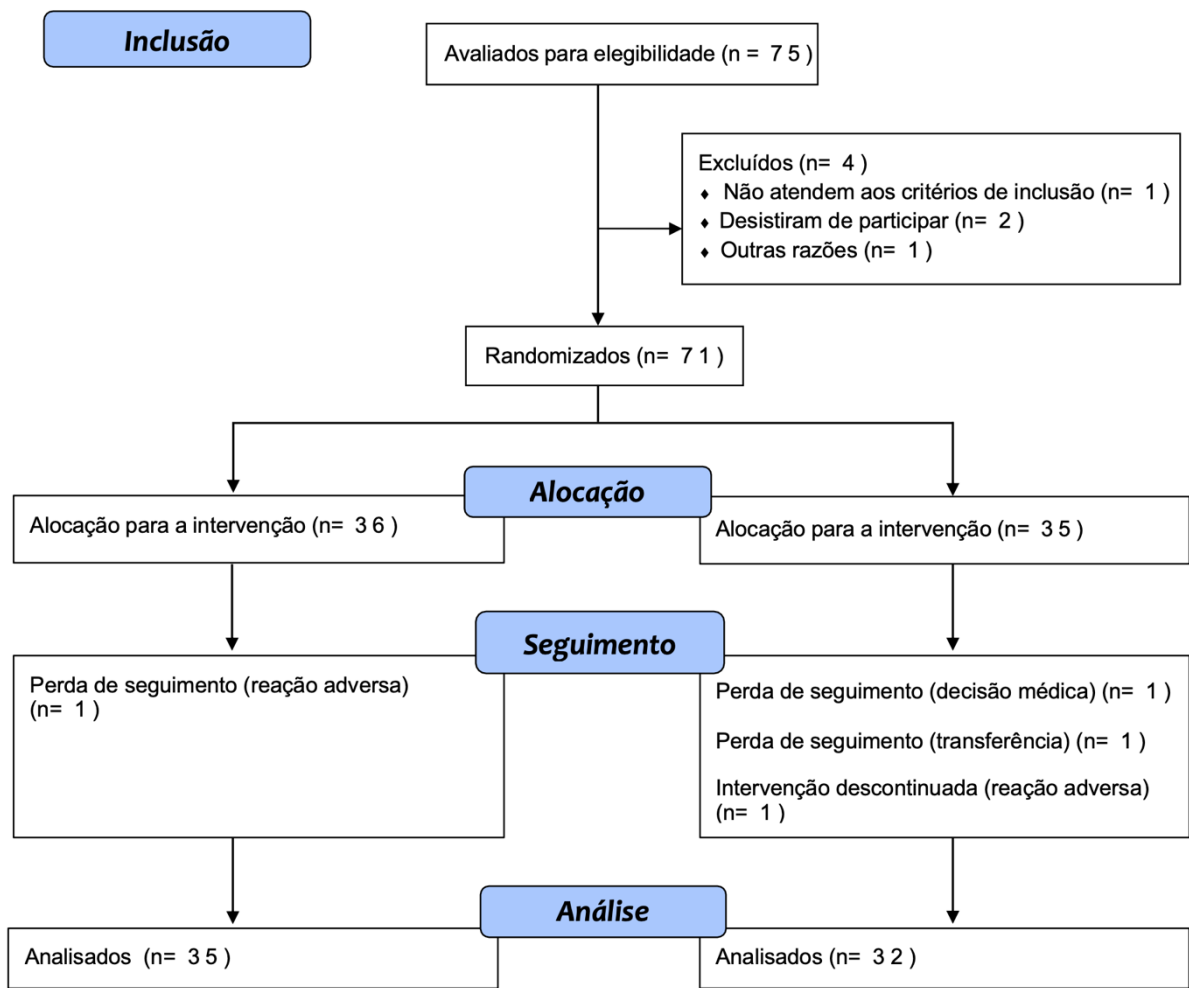 Inclusão
Avaliados para elegibilidade (n = 7 5 )
Excluídos (n= 4 )
♦ Não atendem aos critérios de inclusão (n= 1 )
♦ Desistiram de participar (n= 2 )
♦ Outras razões (n= 1 )
Randomizados (n= 7 1 )
Alocação
Alocação para a intervenção (n= 3 6 )
Alocação para a intervenção (n= 3 5 )
Seguimento
Perda de seguimento (reação adversa)
(n= 1 )
Perda de seguimento (decisão médica) (n= 1 )
Perda de seguimento (transferência) (n= 1 )
Intervenção descontinuada (reação adversa)
(n= 1 )
Análise
Analisados (n= 3 5 )
Analisados (n= 3 2 )